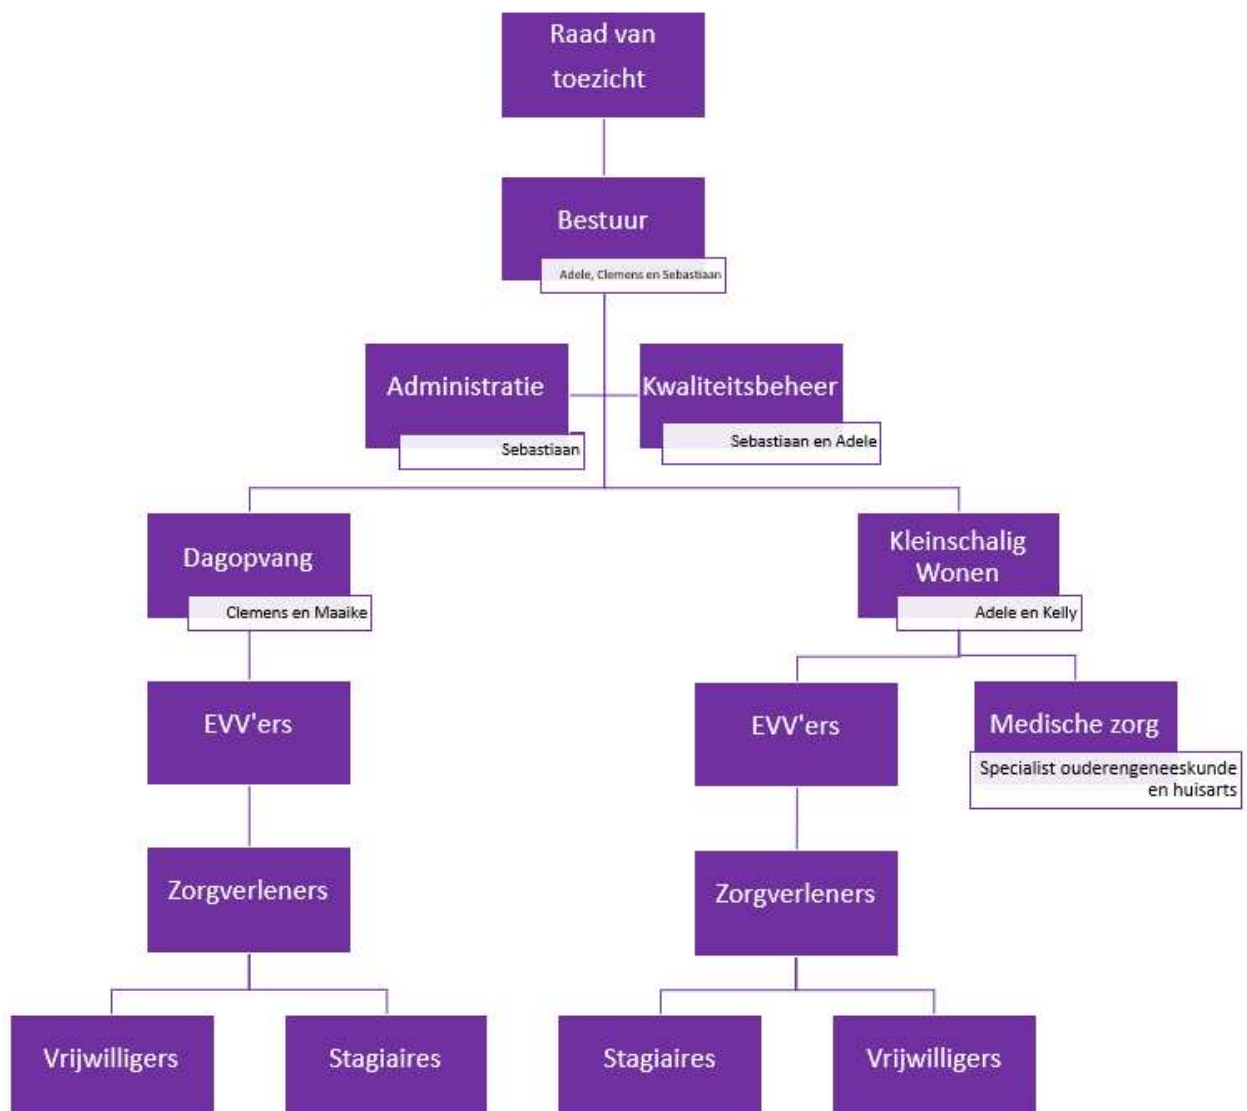 Raad van
toezicht
Bestuur
Adele, Clemens en Sebastiaan
Administratie
Sebastiaan
Kwaliteitsbeheer
Sebastiaan en Adele
Dagopvang
Clemens en Maaike
Kleinschalig
Wonen
Adele en Kelly
EVV'ers
EVV'ers
Medische zorg
Specialist ouderengeneeskunde
en huisarts
Zorgverleners
Zorgverleners
Vrijwilligers
Stagiaires
Stagiaires
Vrijwilligers